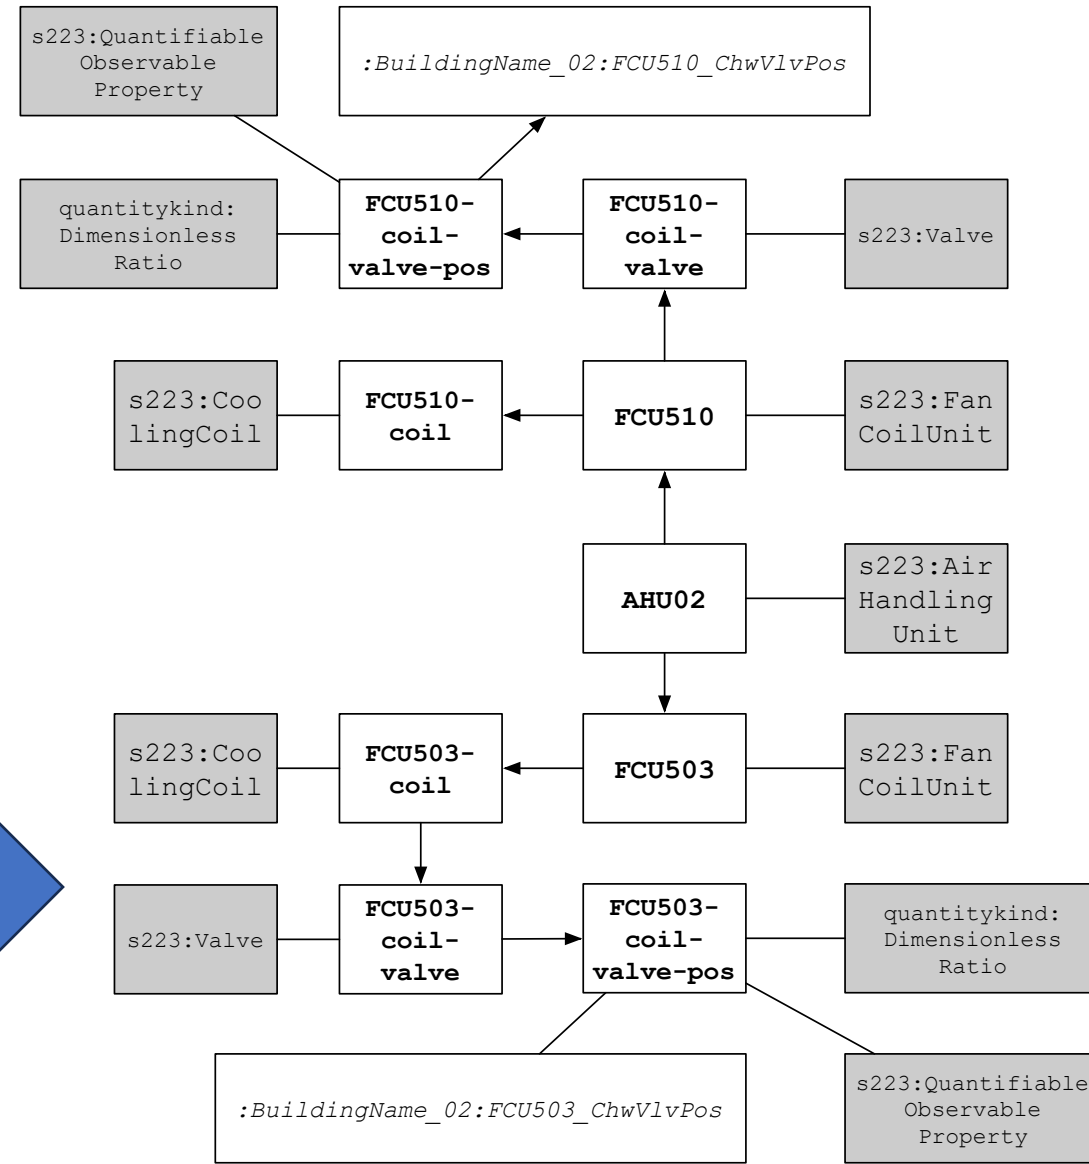 s223:Quantifiable
Observable
Property
:BuildingName_02:FCU510_ChwVlvPos
quantitykind:
Dimensionless
Ratio
FCU510-
coil-
valve-pos
FCU510-
coil-
valve
s223:Valve
s223:Coo
lingCoil
FCU510-
coil
FCU510
s223:Fan
CoilUnit
AHU02
s223:Air
Handling
Unit
s223:Coo
lingCoil
FCU503-
coil
FCU503
s223:Fan
CoilUnit
s223:Valve
FCU503-
coil-
valve
FCU503-
coil-
valve-pos
quantitykind:
Dimensionless
Ratio
:BuildingName_02:FCU503_ChwVlvPos
s223:Quantifiable
Observable
Property